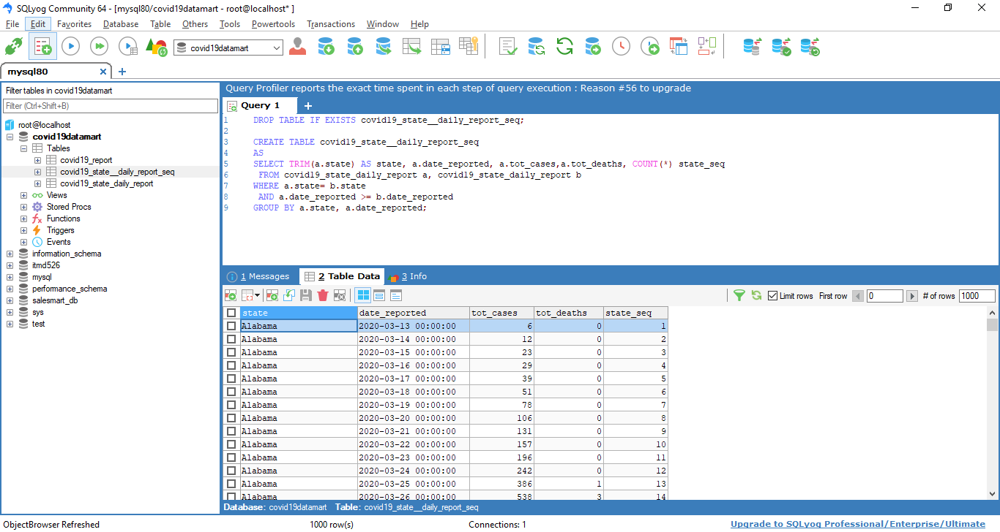 SQLyog Community 64 - [mysql80/covid19datamart - root@localhost* ]
File Edit Favorites Database Table Others Tools Powertools Transactions Window Help
covid19datamart
mysql80
Filter tables in covid19datamart
Filter (Ctrl+Shift+B)
root@localhost
covid19datamart
Tables
covid19_report
covid19_state__daily_report_seq
covid19_state_daily_report
Views
Stored Procs
Functions
Triggers
Events
information_schema
itmd526
mysql
performance_schema
salesmart_db
sys
test
Query Profiler reports the exact time spent in each step of query execution : Reason #56 to upgrade
Query 1
1 DROP TABLE IF EXISTS covid19_state__daily_report_seq;
2
3 CREATE TABLE covid19_state__daily_report_seq
4 AS
5 SELECT TRIM(a.state) AS state, a.date_reported, a.tot_cases,a.tot_deaths, COUNT(*) state_seq
6 FROM covid19_state_daily_report a, covid19_state_daily_report b
7 WHERE a.state= b.state
8 AND a.date_reported >= b.date_reported
9 GROUP BY a.state, a.date_reported;
1 Messages 2 Table Data 3 Info
Limit rows First row 0 # of rows 1000
state date_reported tot_cases tot_deaths state_seq
Alabama 2020-03-13 00:00:00 6 0 1
Alabama 2020-03-14 00:00:00 12 0 2
Alabama 2020-03-15 00:00:00 23 0 3
Alabama 2020-03-16 00:00:00 29 0 4
Alabama 2020-03-17 00:00:00 39 0 5
Alabama 2020-03-18 00:00:00 51 0 6
Alabama 2020-03-19 00:00:00 78 0 7
Alabama 2020-03-20 00:00:00 106 0 8
Alabama 2020-03-21 00:00:00 131 0 9
Alabama 2020-03-22 00:00:00 157 0 10
Alabama 2020-03-23 00:00:00 196 0 11
Alabama 2020-03-24 00:00:00 242 0 12
Alabama 2020-03-25 00:00:00 386 1 13
Alabama 2020-03-26 00:00:00 538 3 14
Database: covid19datamart Table: covid19_state__daily_report_seq
ObjectBrowser Refreshed 1000 row(s) Connections: 1 Upgrade to SQLyog Professional/Enterprise/Ultimate